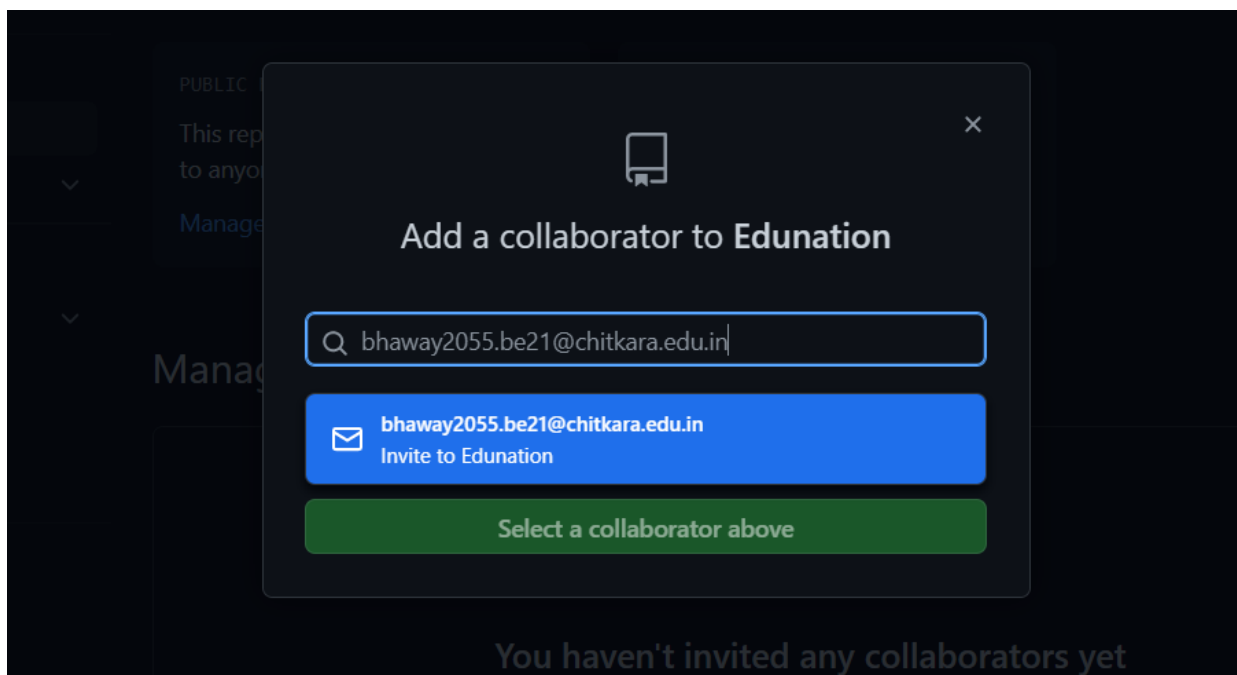 PUBLIC
This rep
to anyo
Manage
Manag
Add a collaborator to Edunation
bhaway2055.be21@chitkara.edu.in
bhaway2055.be21@chitkara.edu.in
Invite to Edunation
Select a collaborator above
You haven't invited any collaborators yet